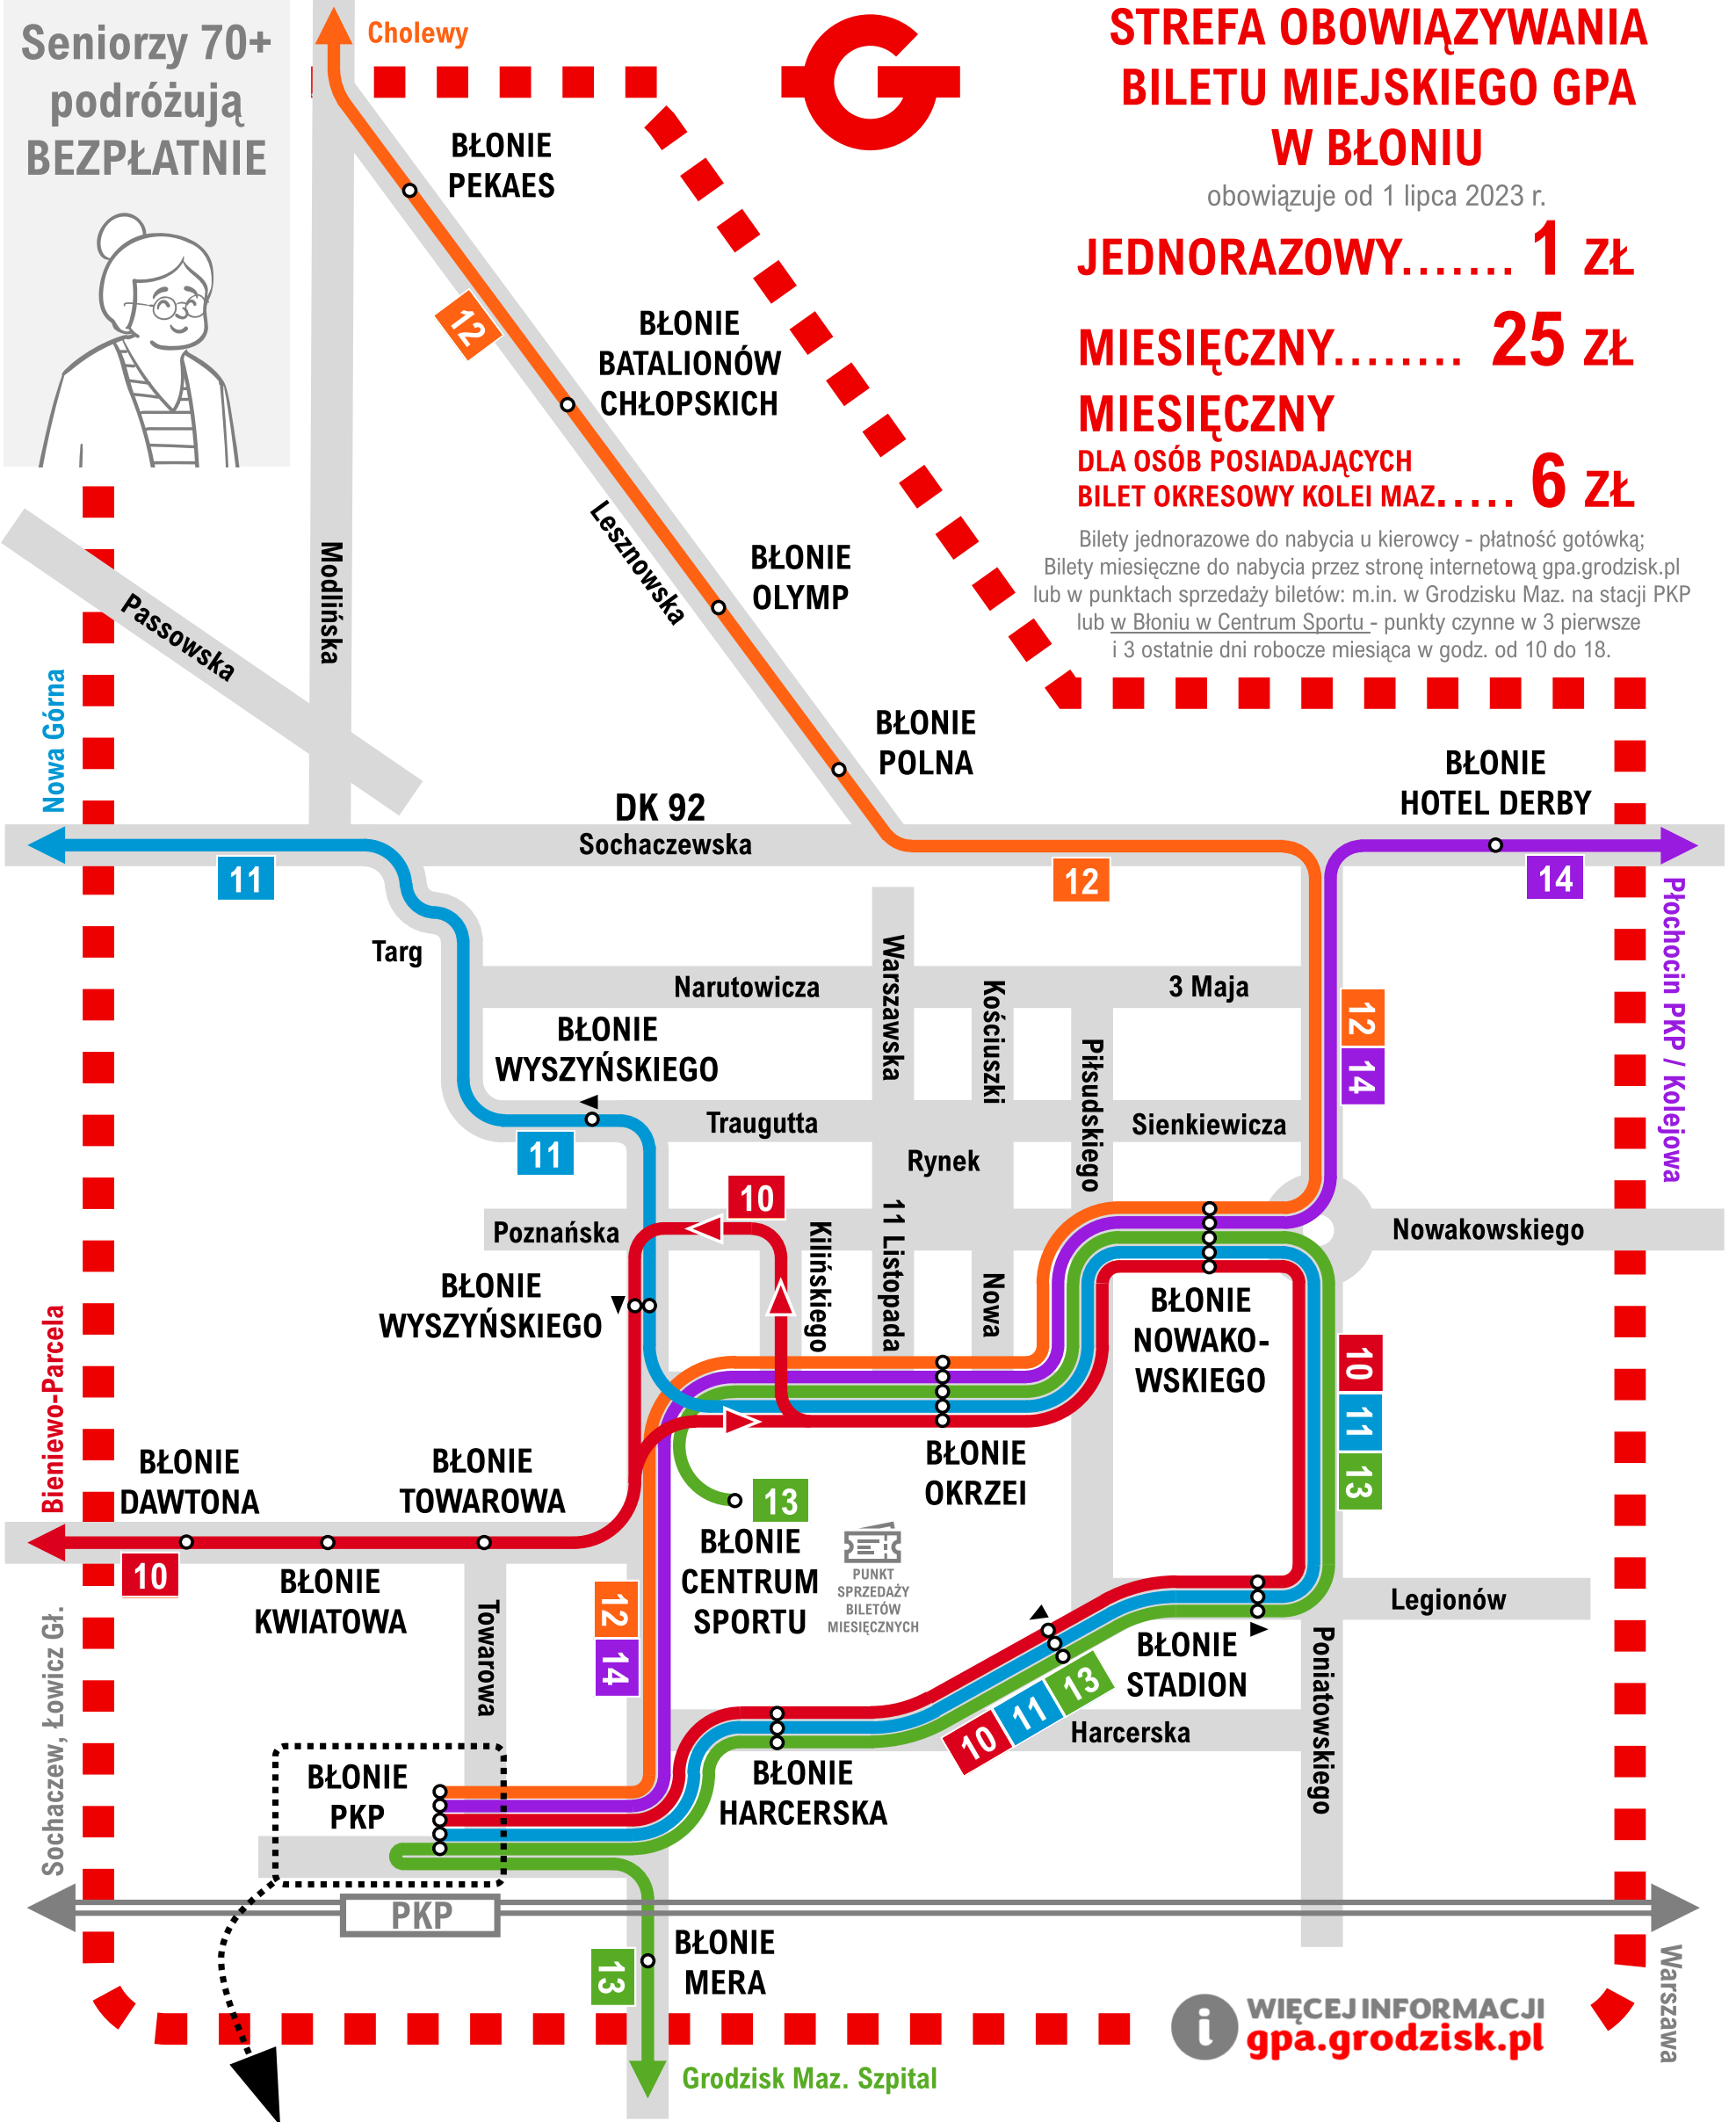 Seniorzy 70+
podróżują
BEZPŁATNIE
Cholewy
STREFA OBOWIĄZYWANIA
BILETU MIEJSKIEGO GPA
W BŁONIU
obowiązuje od 1 lipca 2023 r.
JEDNORAZOWY....... 1 ZŁ
MIESIĘCZNY........ 25 ZŁ
MIESIĘCZNY
DLA OSÓB POSIADAJĄCYCH
BILET OKRESOWY KOLEI MAZ..... 6 ZŁ
Bilety jednorazowe do nabycia u kierowcy - płatność gotówką;
Bilety miesięczne do nabycia przez stronę internetową gpa.grodzisk.pl
lub w punktach sprzedaży biletów: m.in. w Grodzisku Maz. na stacji PKP
lub w Błoniu w Centrum Sportu - punkty czynne w 3 pierwsze
i 3 ostatnie dni robocze miesiąca w godz. od 10 do 18.
BŁONIE
PEKAES
12
BŁONIE
BATALIONÓW
CHŁOPSKICH
Lesznowska
Modlińska
Passowska
BŁONIE
OLYMP
BŁONIE
POLNA
Nowa Górna
DK 92
Sochaczewska
BŁONIE
HOTEL DERBY
11
12
14
Płochocin PKP / Kolejowa
Targ
Narutowicza
Warszawska
Kościuszki
3 Maja
12
14
BŁONIE
WYSZYŃSKIEGO
Piłsudskiego
11
Traugutta
Sienkiewicza
Rynek
10
Poznańska
Kilińskiego
11 Listopada
Nowa
Nowakowskiego
BŁONIE
WYSZYŃSKIEGO
BŁONIE
NOWAKO-
WSKIEGO
10
11
13
Bieniewo-Parcela
BŁONIE
DAWTONA
BŁONIE
TOWAROWA
BŁONIE
OKRZEI
13
10
BŁONIE
KWIATOWA
BŁONIE
CENTRUM
SPORTU
PUNKT
SPRZEDAŻY
BILETÓW
MIESIĘCZNYCH
12
14
Towarowa
Legionów
BŁONIE
STADION
10
11
13
Harcerska
Poniatowskiego
Sochaczew, Łowicz Gł.
BŁONIE
PKP
BŁONIE
HARCERSKA
PKP
BŁONIE
MERA
13
Warszawa
i
WIĘCEJ INFORMACJI
gpa.grodzisk.pl
Grodzisk Maz. Szpital